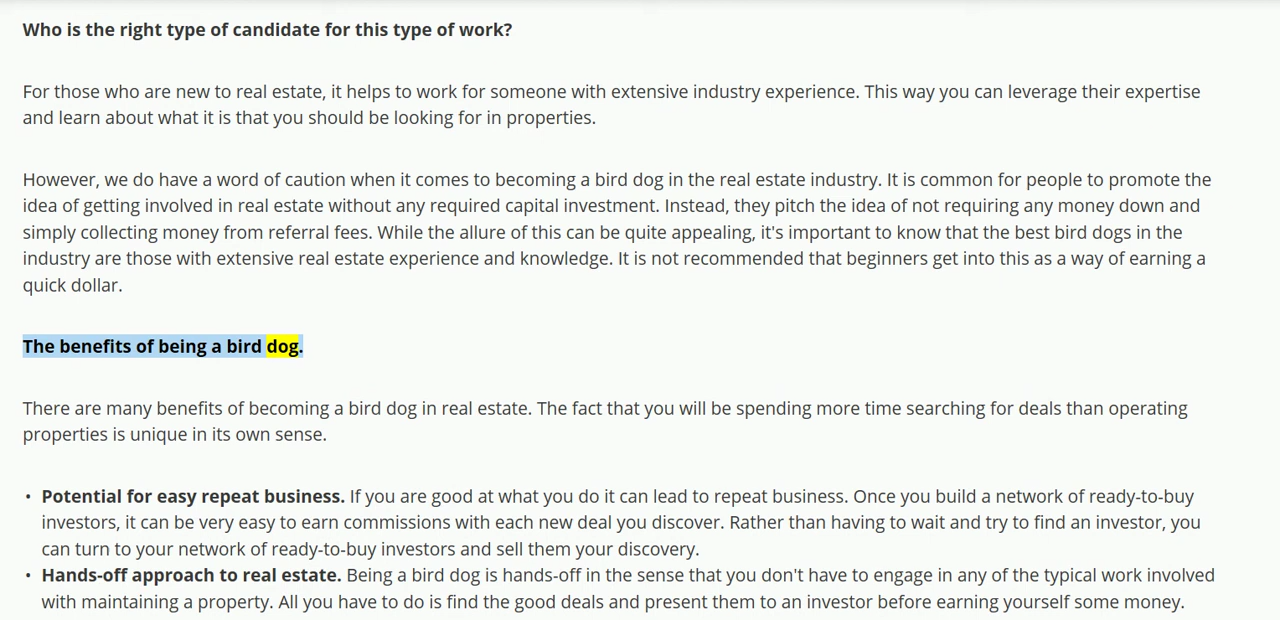 Who is the right type of candidate for this type of work?
For those who are new to real estate, it helps to work for someone with extensive industry experience. This way you can leverage their expertise
and learn about what it is that you should be looking for in properties.
However, we do have a word of caution when it comes to becoming a bird dog in the real estate industry. It is common for people to promote the
idea of getting involved in real estate without any required capital investment. Instead, they pitch the idea of not requiring any money down and
simply collecting money from referral fees. While the allure of this can be quite appealing, it's important to know that the best bird dogs in the
industry are those with extensive real estate experience and knowledge. It is not recommended that beginners get into this as a way of earning a
quick dollar.
The benefits of being a bird dog.
There are many benefits of becoming a bird dog in real estate. The fact that you will be spending more time searching for deals than operating
properties is unique in its own sense.
• Potential for easy repeat business. If you are good at what you do it can lead to repeat business. Once you build a network of ready-to-buy
investors, it can be very easy to earn commissions with each new deal you discover. Rather than having to wait and try to find an investor, you
can turn to your network of ready-to-buy investors and sell them your discovery.
• Hands-off approach to real estate. Being a bird dog is hands-off in the sense that you don't have to engage in any of the typical work involved
with maintaining a property. All you have to do is find the good deals and present them to an investor before earning yourself some money.